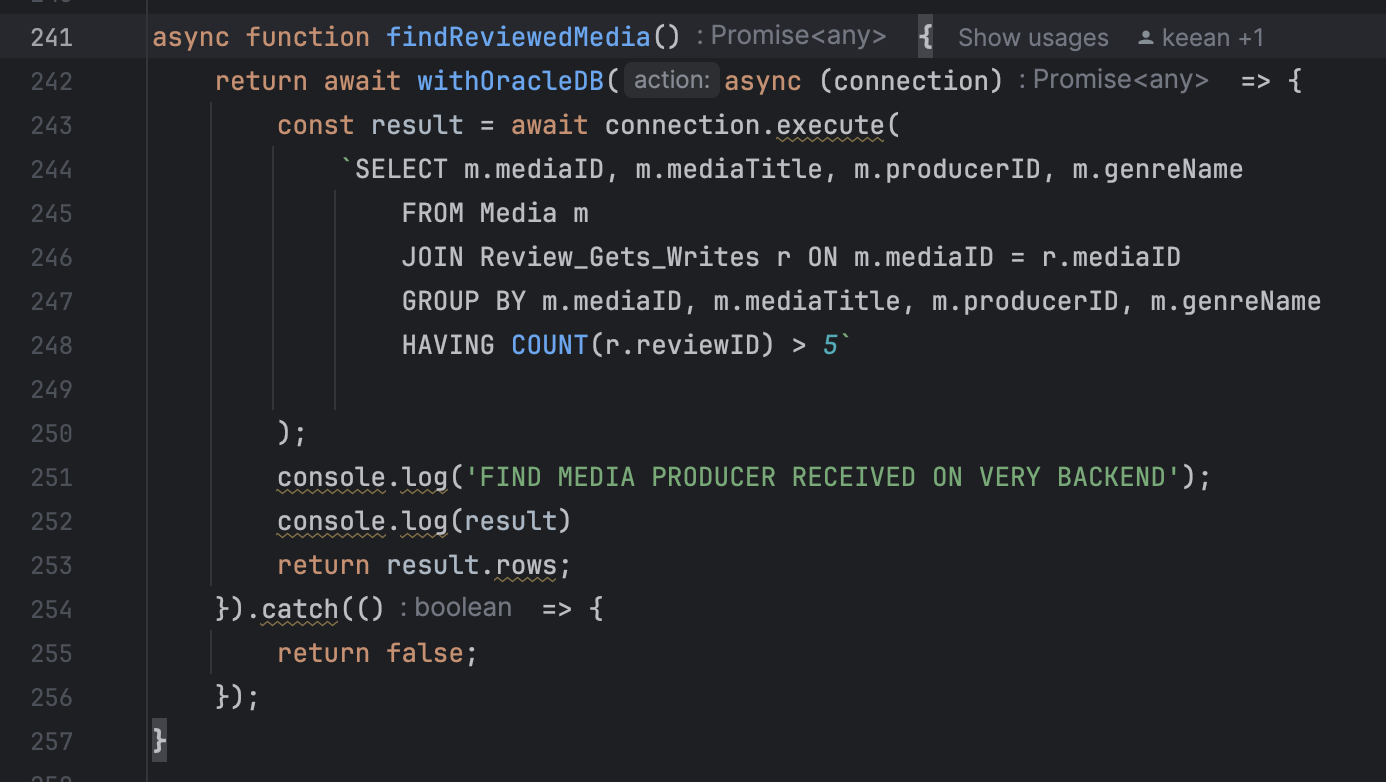 241 async function findReviewedMedia() : Promise<any> { Show usages keean +1
242 return await withOracleDB( action: async (connection) : Promise<any> => {
243 const result = await connection.execute(
244 `SELECT m.mediaID, m.mediaTitle, m.producerID, m.genreName
245 FROM Media m
246 JOIN Review_Gets_Writes r ON m.mediaID = r.mediaID
247 GROUP BY m.mediaID, m.mediaTitle, m.producerID, m.genreName
248 HAVING COUNT(r.reviewID) > 5`
249
250 );
251 console.log('FIND MEDIA PRODUCER RECEIVED ON VERY BACKEND');
252 console.log(result)
253 return result.rows;
254 }).catch(() : boolean => {
255 return false;
256 });
257 }